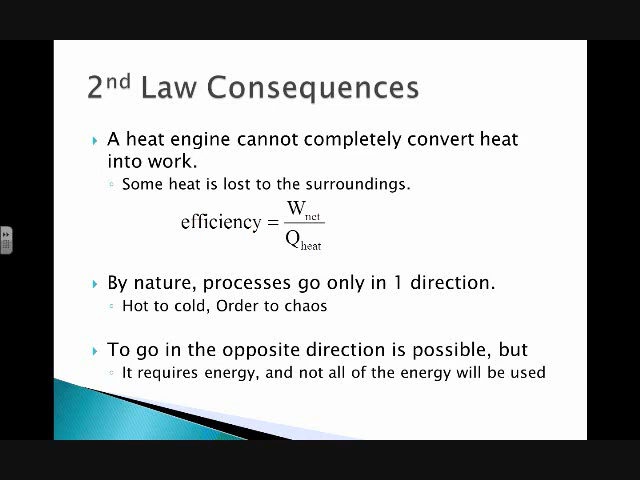 2nd Law Consequences
A heat engine cannot completely convert heat
into work.
Some heat is lost to the surroundings.
efficiency = Wnet / Qheat
By nature, processes go only in 1 direction.
Hot to cold, Order to chaos
To go in the opposite direction is possible, but
It requires energy, and not all of the energy will be used